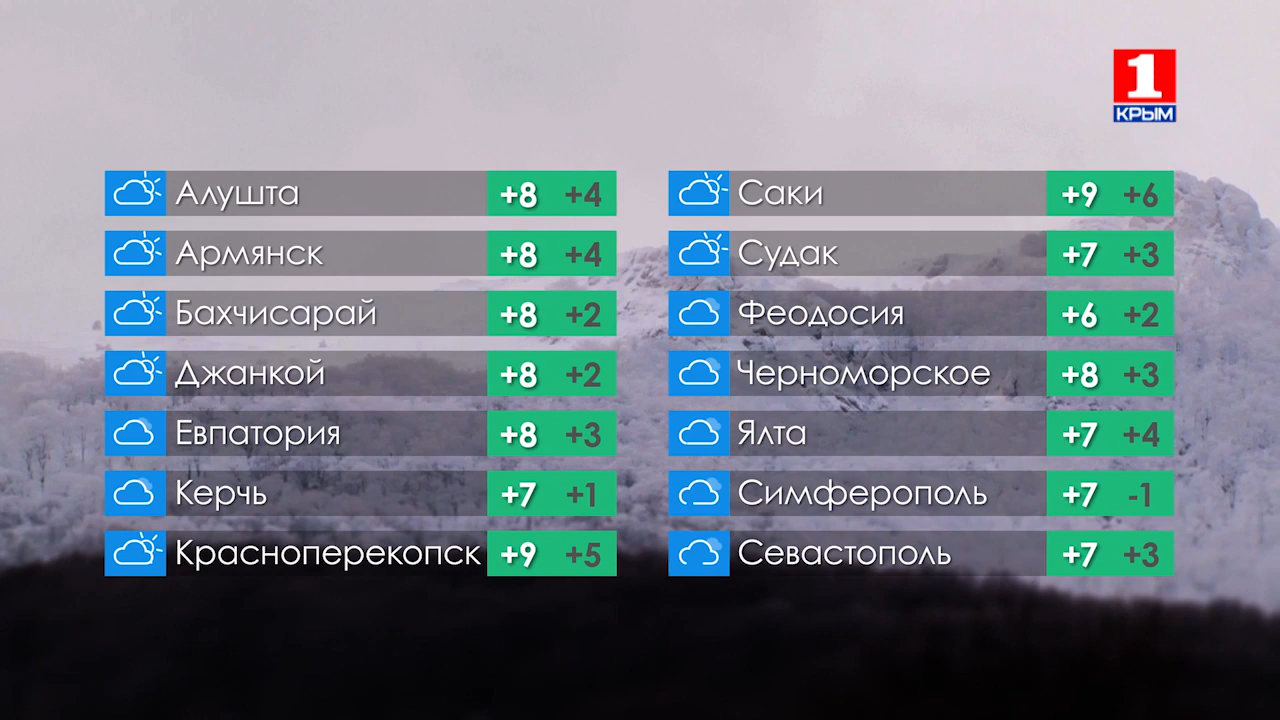 1
КРЫМ
Алушта +8 +4
Армянск +8 +4
Бахчисарай +8 +2
Джанкой +8 +2
Евпатория +8 +3
Керчь +7 +1
Красноперекопск +9 +5
Саки +9 +6
Судак +7 +3
Феодосия +6 +2
Черноморское +8 +3
Ялта +7 +4
Симферополь +7 -1
Севастополь +7 +3